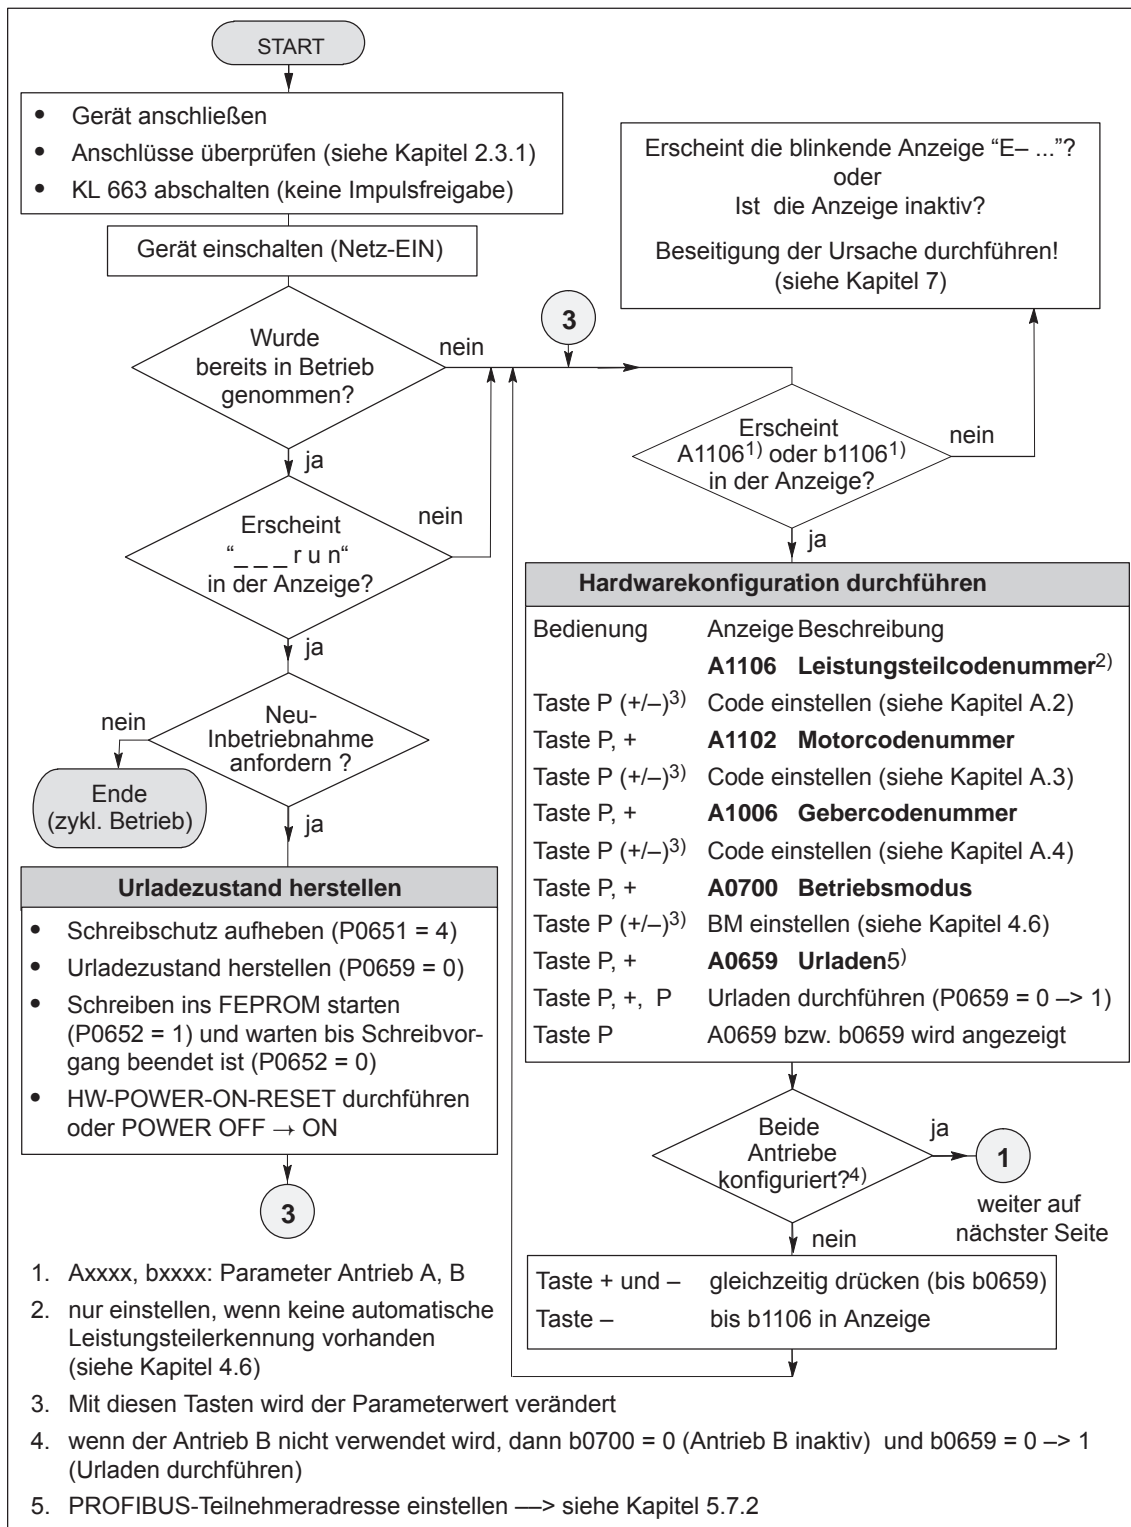 START
• Gerät anschließen
• Anschlüsse überprüfen (siehe Kapitel 2.3.1)
• KL 663 abschalten (keine Impulsfreigabe)
Gerät einschalten (Netz-EIN)
Wurde
bereits in Betrieb
genommen?
nein
ja
Erscheint
“_ _ _ r u n“
in der Anzeige?
nein
ja
Neu-
Inbetriebnahme
anfordern ?
nein
Ende
(zykl. Betrieb)
ja
Urladezustand herstellen
• Schreibschutz aufheben (P0651 = 4)
• Urladezustand herstellen (P0659 = 0)
• Schreiben ins FEPROM starten
(P0652 = 1) und warten bis Schreibvor-
gang beendet ist (P0652 = 0)
• HW-POWER-ON-RESET durchführen
oder POWER OFF → ON
3
3
Erscheint die blinkende Anzeige “E– ...”?
oder
Ist die Anzeige inaktiv?
Beseitigung der Ursache durchführen!
(siehe Kapitel 7)
Erscheint
A11061) oder b11061)
in der Anzeige?
nein
ja
Hardwarekonfiguration durchführen
Bedienung Anzeige Beschreibung
A1106 Leistungsteilcodenummer2)
Taste P (+/–)3) Code einstellen (siehe Kapitel A.2)
Taste P, + A1102 Motorcodenummer
Taste P (+/–)3) Code einstellen (siehe Kapitel A.3)
Taste P, + A1006 Gebercodenummer
Taste P (+/–)3) Code einstellen (siehe Kapitel A.4)
Taste P, + A0700 Betriebsmodus
Taste P (+/–)3) BM einstellen (siehe Kapitel 4.6)
Taste P, + A0659 Urladen5)
Taste P, +, P Urladen durchführen (P0659 = 0 –> 1)
Taste P A0659 bzw. b0659 wird angezeigt
Beide
Antriebe
konfiguriert?4)
ja
1
weiter auf
nächster Seite
nein
Taste + und – gleichzeitig drücken (bis b0659)
Taste – bis b1106 in Anzeige
1. Axxxx, bxxxx: Parameter Antrieb A, B
2. nur einstellen, wenn keine automatische
Leistungsteilerkennung vorhanden
(siehe Kapitel 4.6)
3. Mit diesen Tasten wird der Parameterwert verändert
4. wenn der Antrieb B nicht verwendet wird, dann b0700 = 0 (Antrieb B inaktiv) und b0659 = 0 –> 1
(Urladen durchführen)
5. PROFIBUS-Teilnehmeradresse einstellen —> siehe Kapitel 5.7.2